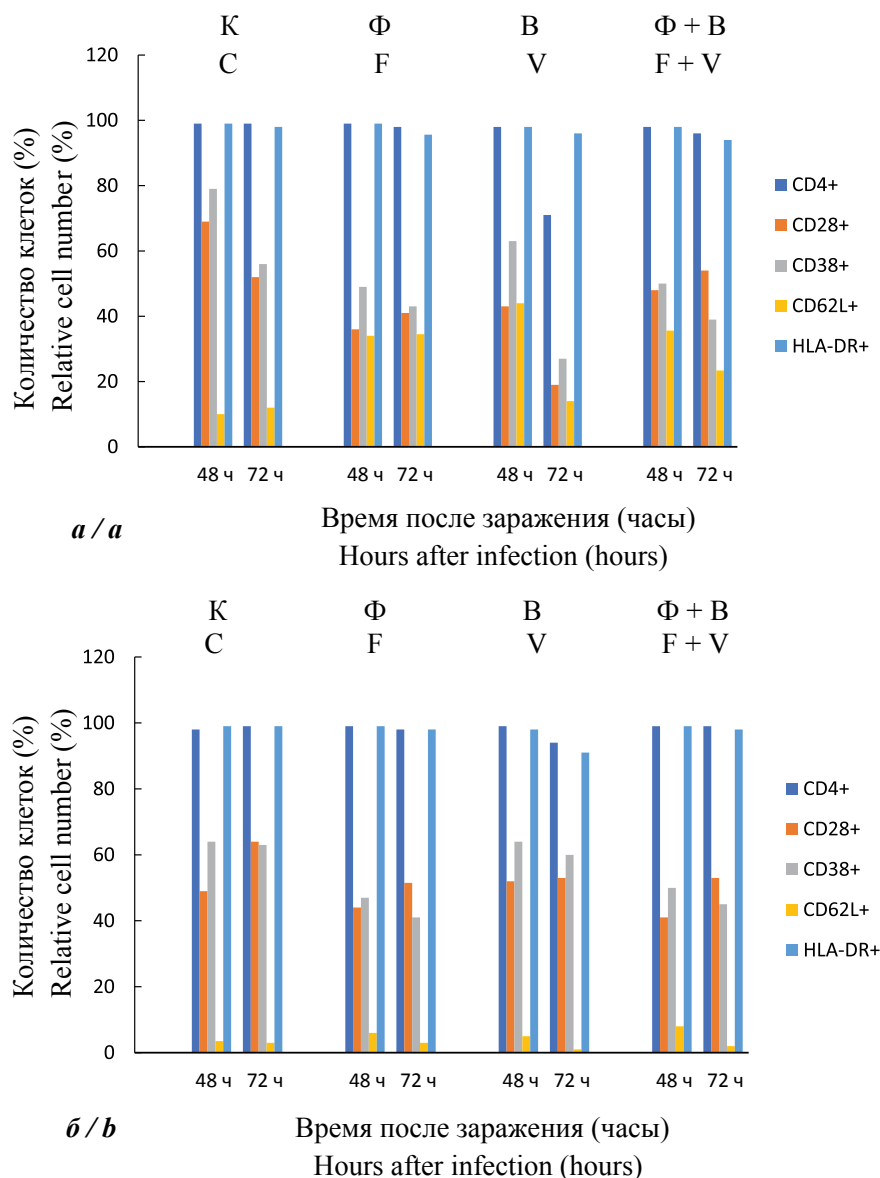 К Ф В Ф + В
C F V F + V
Количество клеток (%)
Relative cell number (%)
120
100
80
60
40
20
0
48 ч 72 ч 48 ч 72 ч 48 ч 72 ч 48 ч 72 ч
CD4+
CD28+
CD38+
CD62L+
HLA-DR+
а / a
Время после заражения (часы)
Hours after infection (hours)
К Ф В Ф + В
C F V F + V
Количество клеток (%)
Relative cell number (%)
120
100
80
60
40
20
0
48 ч 72 ч 48 ч 72 ч 48 ч 72 ч 48 ч 72 ч
CD4+
CD28+
CD38+
CD62L+
HLA-DR+
б / b
Время после заражения (часы)
Hours after infection (hours)